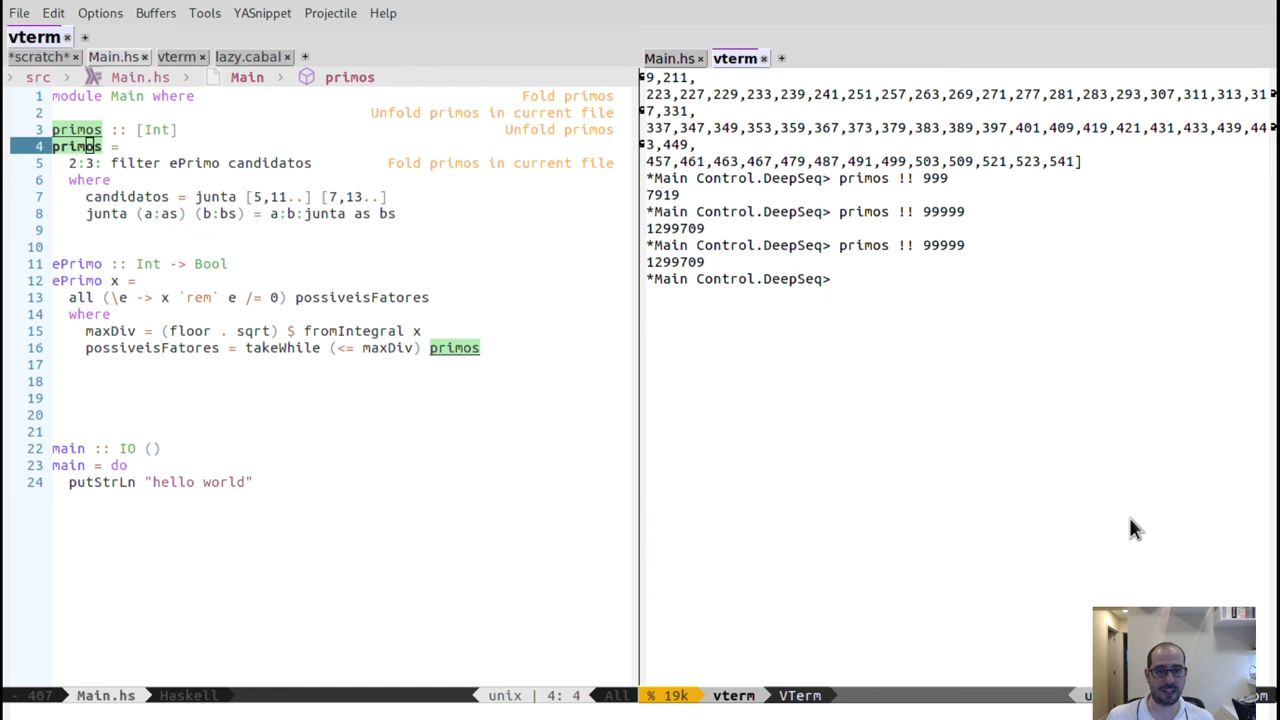 File Edit Options Buffers Tools YASnippet Projectile Help
vterm × +
*scratch* × Main.hs × vterm × lazy.cabal × +
> src > Main.hs > Main > primos
1 module Main where Fold primos
2 Unfold primos in current file
3 primos :: [Int] Unfold primos
4 primos =
5 2:3: filter ePrimo candidatos Fold primos in current file
6 where
7 candidatos = junta [5,11..] [7,13..]
8 junta (a:as) (b:bs) = a:b:junta as bs
9
10
11 ePrimo :: Int -> Bool
12 ePrimo x =
13 all (\e -> x `rem` e /= 0) possiveisFatores
14 where
15 maxDiv = (floor . sqrt) $ fromIntegral x
16 possiveisFatores = takeWhile (<= maxDiv) primos
17
18
19
20
21
22 main :: IO ()
23 main = do
24 putStrLn "hello world"
- 407 Main.hs Haskell unix | 4: 4 All
Main.hs × vterm × +
9,211,
223,227,229,233,239,241,251,257,263,269,271,277,281,283,293,307,311,313,31
7,331,
337,347,349,353,359,367,373,379,383,389,397,401,409,419,421,431,433,439,44
3,449,
457,461,463,467,479,487,491,499,503,509,521,523,541]
*Main Control.DeepSeq> primos !! 999
7919
*Main Control.DeepSeq> primos !! 99999
1299709
*Main Control.DeepSeq> primos !! 99999
1299709
*Main Control.DeepSeq>
% 19k vterm VTerm